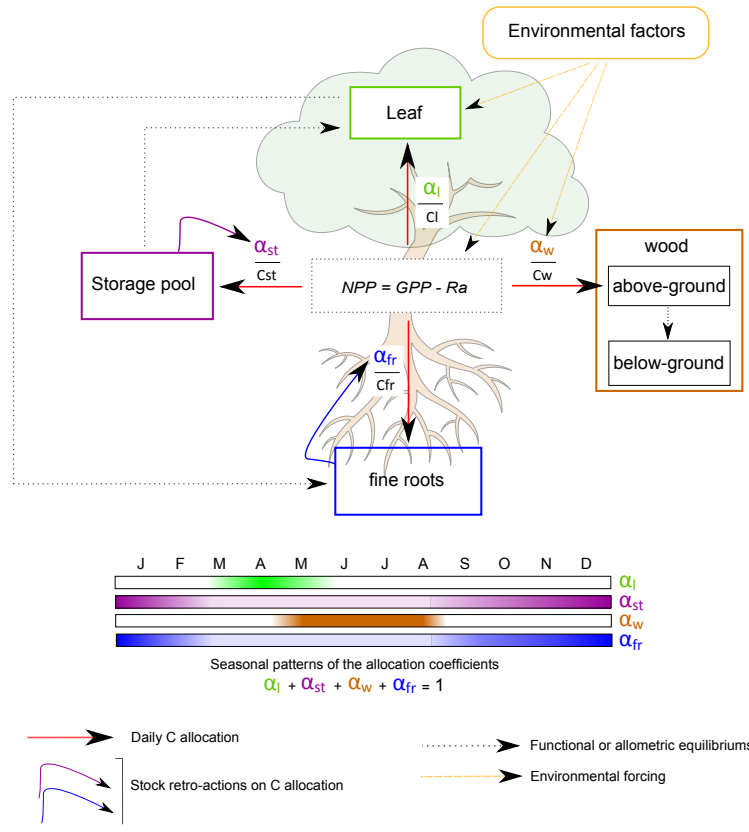 Environmental factors
Leaf
αl
Cl
αst
Cst
αw
Cw
wood
Storage pool
NPP = GPP - Ra
above-ground
below-ground
αfr
Cfr
fine roots
J F M A M J J A S O N D
αl
αst
αw
αfr
Seasonal patterns of the allocation coefficients
αl + αst + αw + αfr = 1
Daily C allocation
Stock retro-actions on C allocation
Functional or allometric equilibriums
Environmental forcing